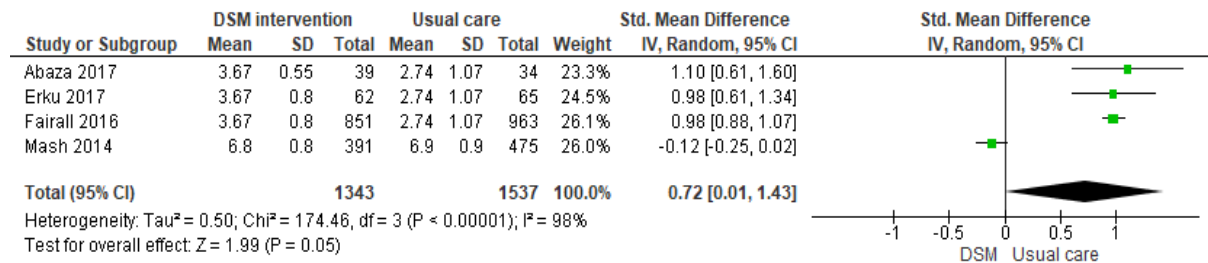 DSM intervention Usual care Std. Mean Difference Std. Mean Difference
Study or Subgroup Mean SD Total Mean SD Total Weight IV, Random, 95% CI IV, Random, 95% CI
Abaza 2017 3.67 0.55 39 2.74 1.07 34 23.3% 1.10 [0.61, 1.60]
Erku 2017 3.67 0.8 62 2.74 1.07 65 24.5% 0.98 [0.61, 1.34]
Fairall 2016 3.67 0.8 851 2.74 1.07 963 26.1% 0.98 [0.88, 1.07]
Mash 2014 6.8 0.8 391 6.9 0.9 475 26.0% -0.12 [-0.25, 0.02]
Total (95% CI) 1343 1537 100.0% 0.72 [0.01, 1.43]
Heterogeneity: Tau² = 0.50; Chi² = 174.46, df = 3 (P < 0.00001); I² = 98%
Test for overall effect: Z = 1.99 (P = 0.05)
-1 -0.5 0 0.5 1
DSM Usual care